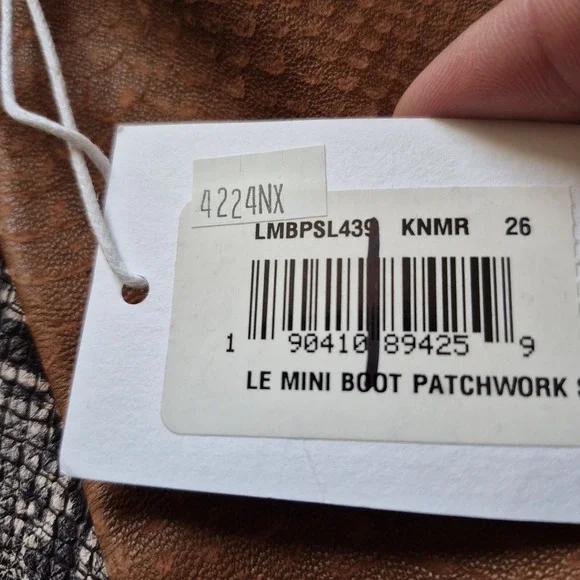 4224NX
LMBPSL439 KNMR 26
1 90410 89425 9
LE MINI BOOT PATCHWORK